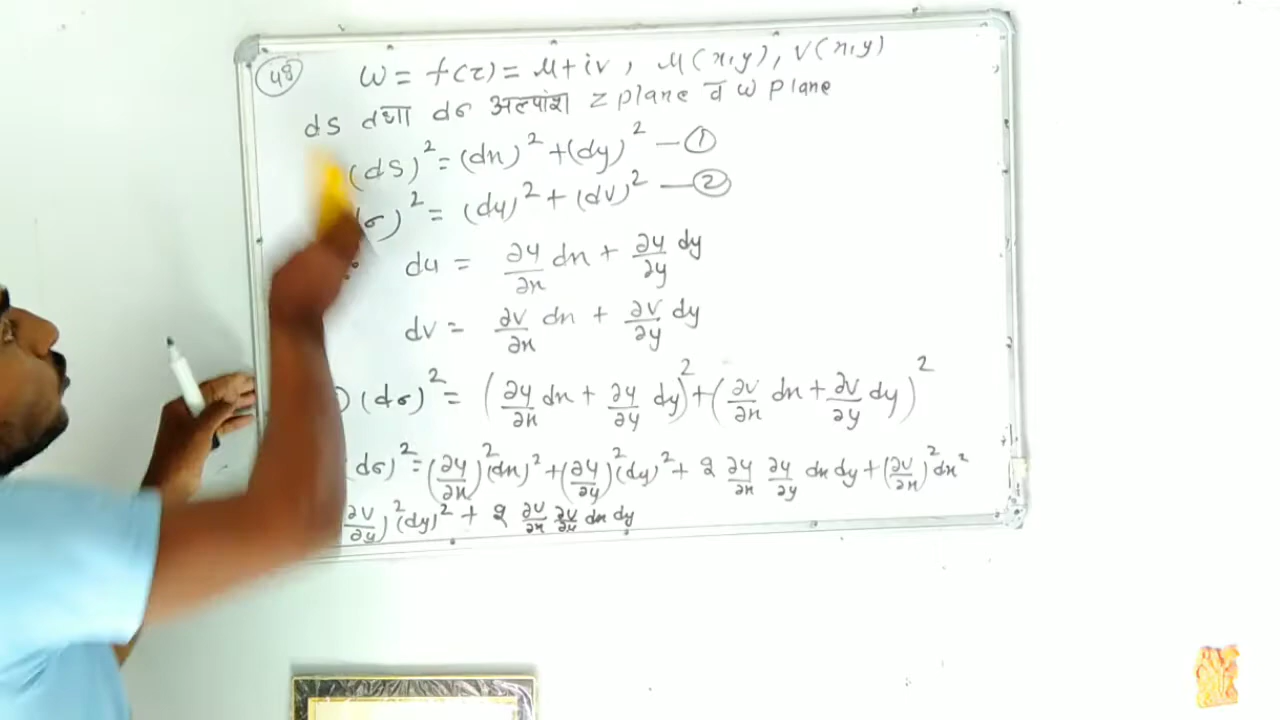 48
w = f(z) = u+iv, u(x,y), v(x,y)
ds तथा dσ अल्पांश z plane व w plane
(ds)² = (dx)² + (dy)² — ①
σ)² = (du)² + (dv)² — ②
du = ∂u/∂x dx + ∂u/∂y dy
dv = ∂v/∂x dx + ∂v/∂y dy
(dσ)² = (∂u/∂x dx + ∂u/∂y dy)² + (∂v/∂x dx + ∂v/∂y dy)²
dσ)² = (∂u/∂x)² (dx)² + (∂u/∂y)² (dy)² + 2 ∂u/∂x ∂u/∂y dx dy + (∂v/∂x)² dx²
∂v/∂y)² (dy)² + 2 ∂v/∂x ∂v/∂y dx dy